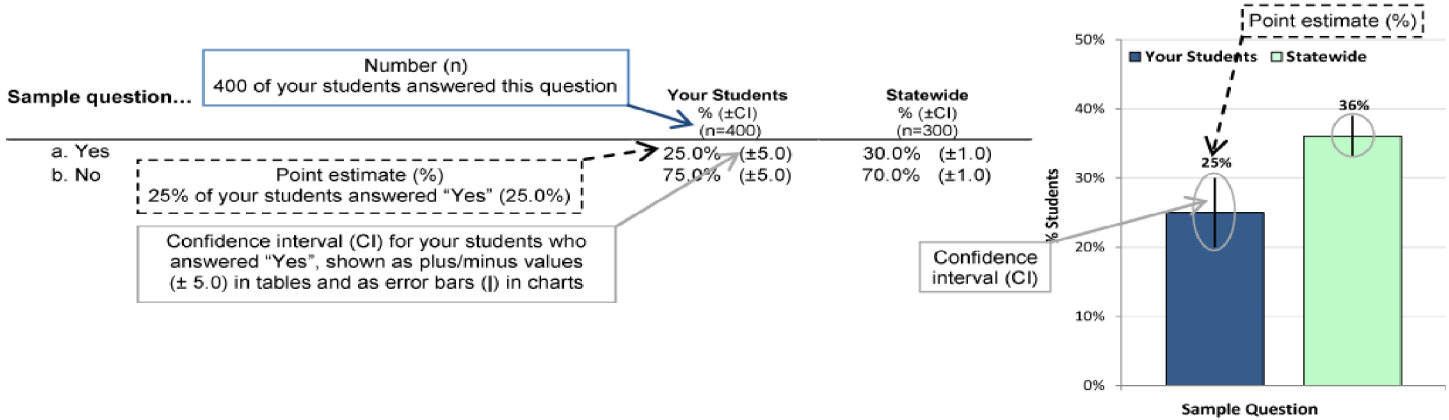 Number (n)
400 of your students answered this question
Sample question…
Your Students
% (±CI)
(n=400)
Statewide
% (±CI)
(n=300)
a. Yes 25.0% (±5.0) 30.0% (±1.0)
b. No 75.0% (±5.0) 70.0% (±1.0)
Point estimate (%)
25% of your students answered “Yes” (25.0%)
Confidence interval (CI) for your students who
answered “Yes”, shown as plus/minus values
(± 5.0) in tables and as error bars (|) in charts
Point estimate (%)
Your Students
Statewide
50%
40%
30%
20%
10%
0%
% Students
25%
36%
Confidence
interval (CI)
Sample Question